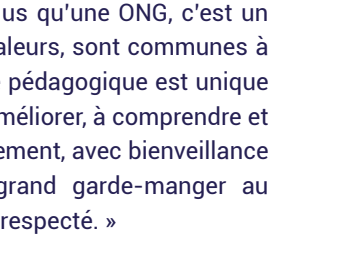 us qu'une ONG, c'est un
aleurs, sont communes à
pédagogique est unique
méliorer, à comprendre et
ement, avec bienveillance
grand garde-manger au
respecté. »